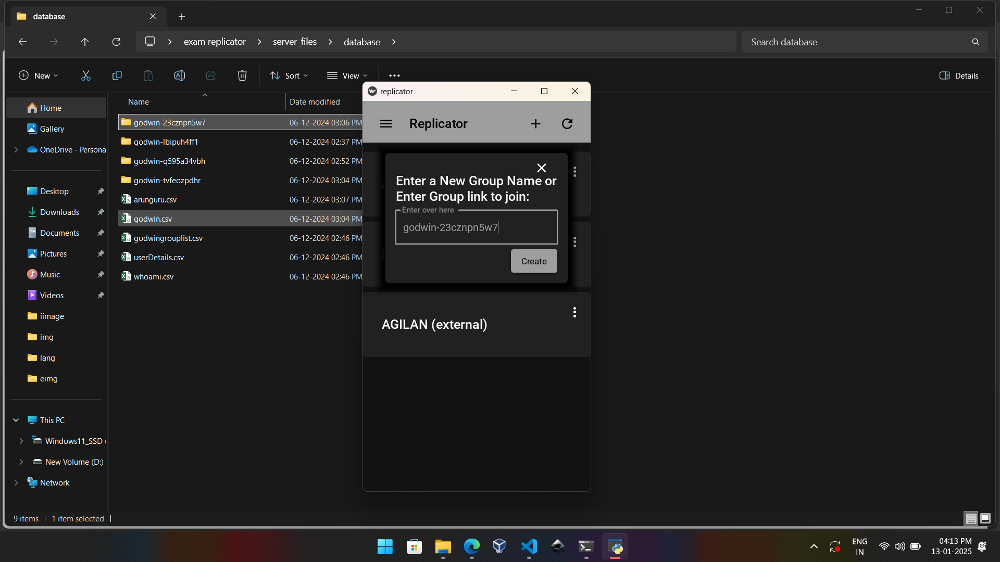 database
exam replicator
server_files
database
Search database
New
Sort
View
Details
Name
Date modified
godwin-23cznpn5w7
06-12-2024 03:06 PM
godwin-lbipuh4ff1
06-12-2024 02:37 PM
godwin-q595a34vbh
06-12-2024 02:52 PM
godwin-tvfeozpdhr
06-12-2024 03:04 PM
arunguru.csv
06-12-2024 03:07 PM
godwin.csv
06-12-2024 03:04 PM
godwingrouplist.csv
06-12-2024 02:46 PM
userDetails.csv
06-12-2024 02:46 PM
whoami.csv
06-12-2024 02:46 PM
Home
Gallery
OneDrive - Persona
Desktop
Downloads
Documents
Pictures
Music
Videos
iimage
img
lang
eimg
This PC
Windows11_SSD (
New Volume (D:)
Network
9 items
1 item selected
replicator
Replicator
Enter a New Group Name or
Enter Group link to join:
Enter over here
godwin-23cznpn5w7
Create
AGILAN (external)
ENG
IN
04:13 PM
13-01-2025